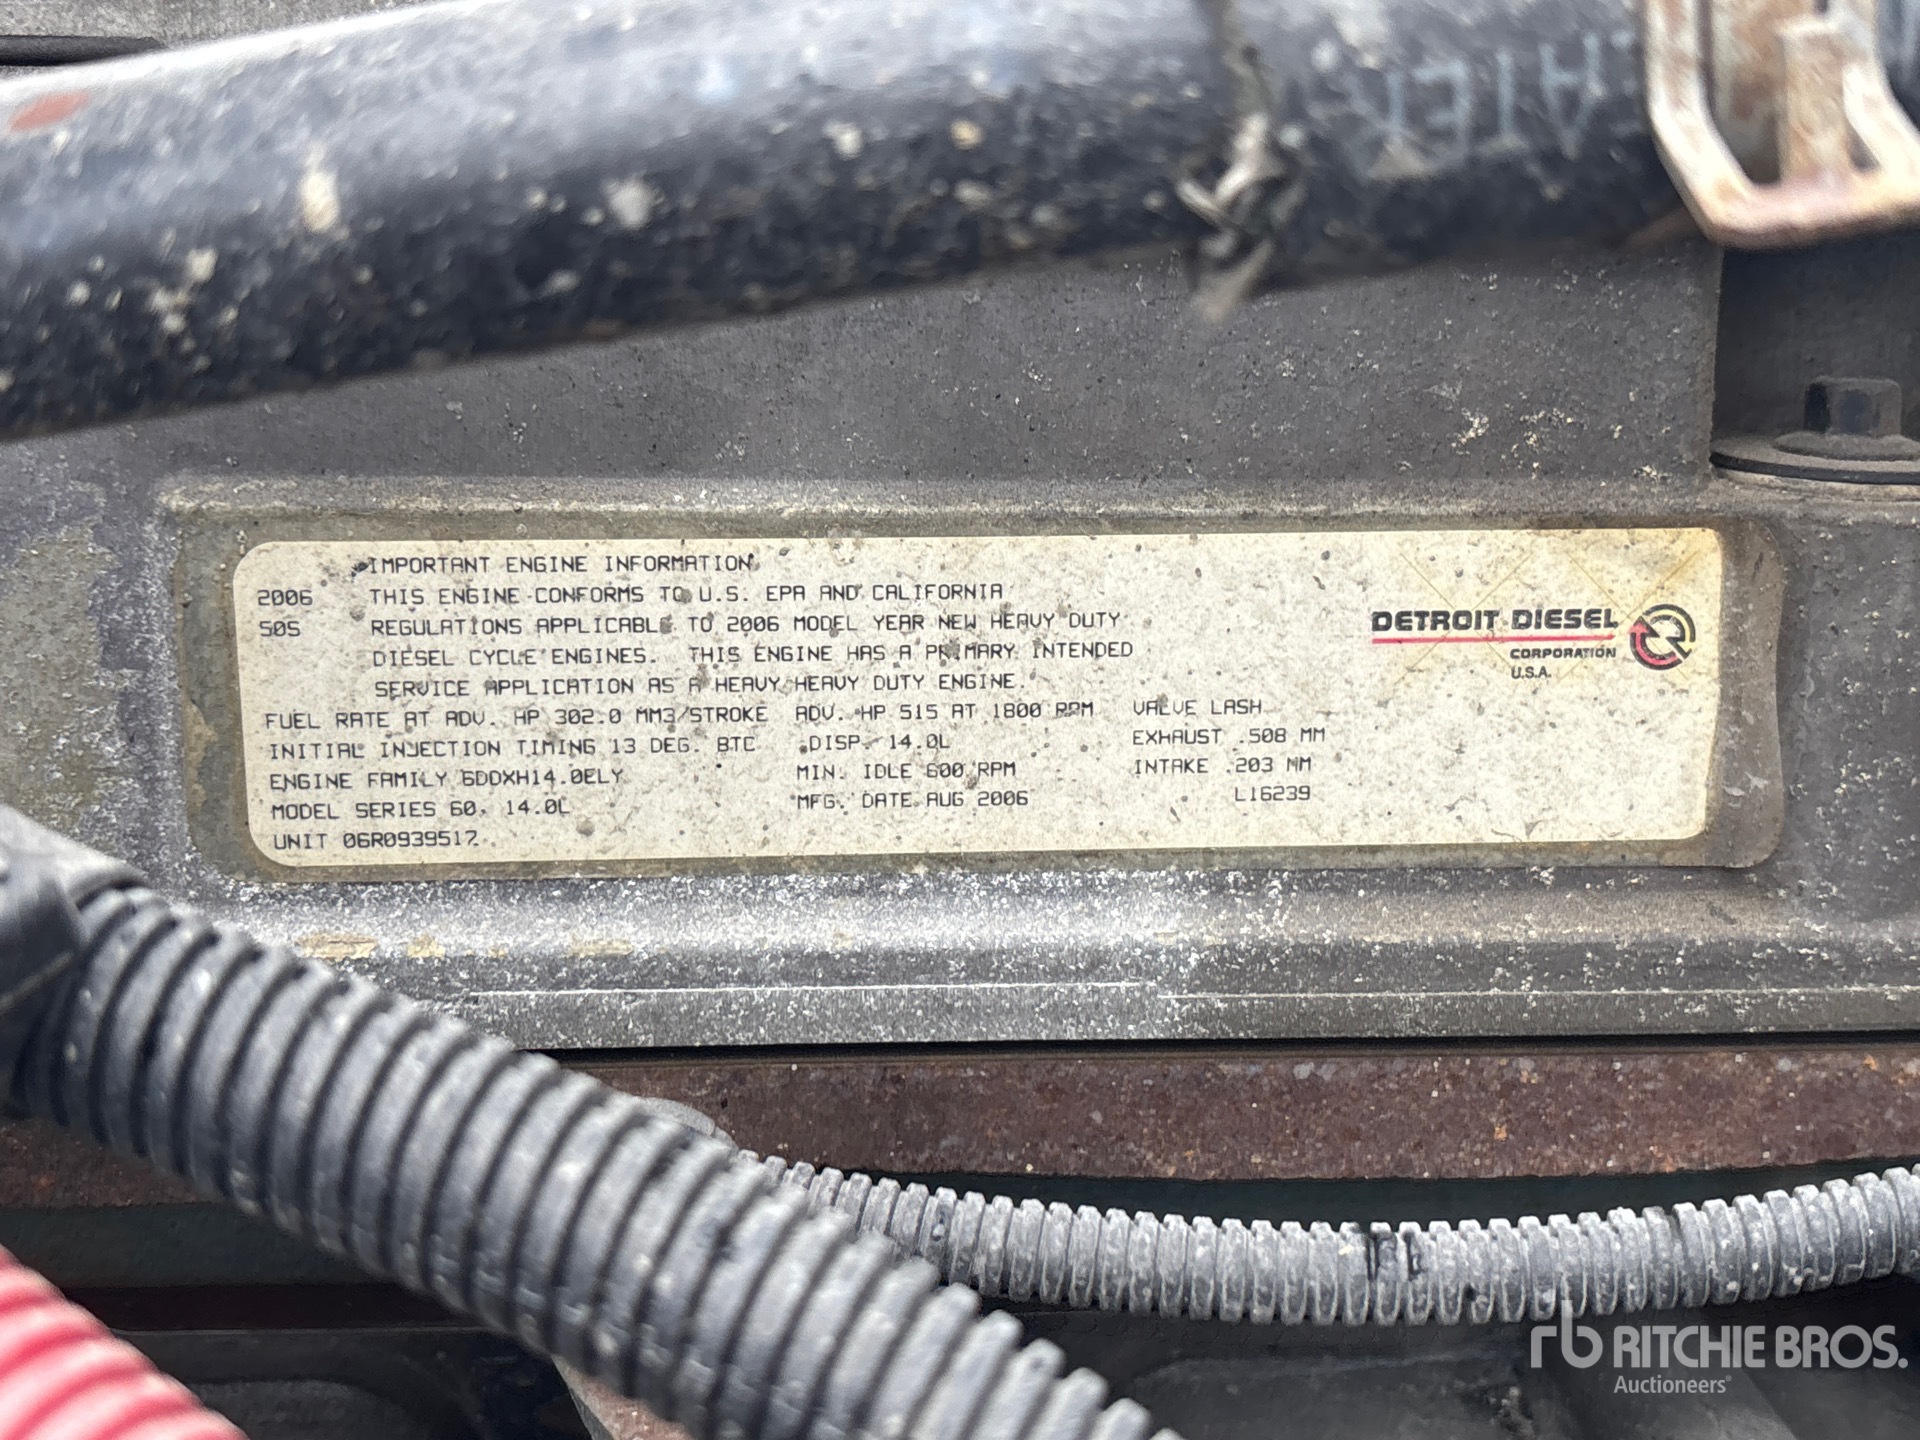 EATER
IMPORTANT ENGINE INFORMATION
2006 THIS ENGINE CONFORMS TO U.S. EPA AND CALIFORNIA
505 REGULATIONS APPLICABLE TO 2006 MODEL YEAR NEW HEAVY DUTY
DIESEL CYCLE ENGINES. THIS ENGINE HAS A PRIMARY INTENDED
SERVICE APPLICATION AS A HEAVY HEAVY DUTY ENGINE.
DETROIT DIESEL
CORPORATION
U.S.A.
FUEL RATE AT ADV. HP 302.0 MM3/STROKE ADV. HP 515 AT 1800 RPM VALVE LASH
INITIAL INJECTION TIMING 13 DEG. BTC DISP. 14.0L EXHAUST .508 MM
ENGINE FAMILY 6DDXH14.0ELY MIN. IDLE 600 RPM INTAKE .203 MM
MODEL SERIES 60, 14.0L MFG. DATE AUG 2006 L16239
UNIT 06R0939517
rb RITCHIE BROS.
Auctioneers